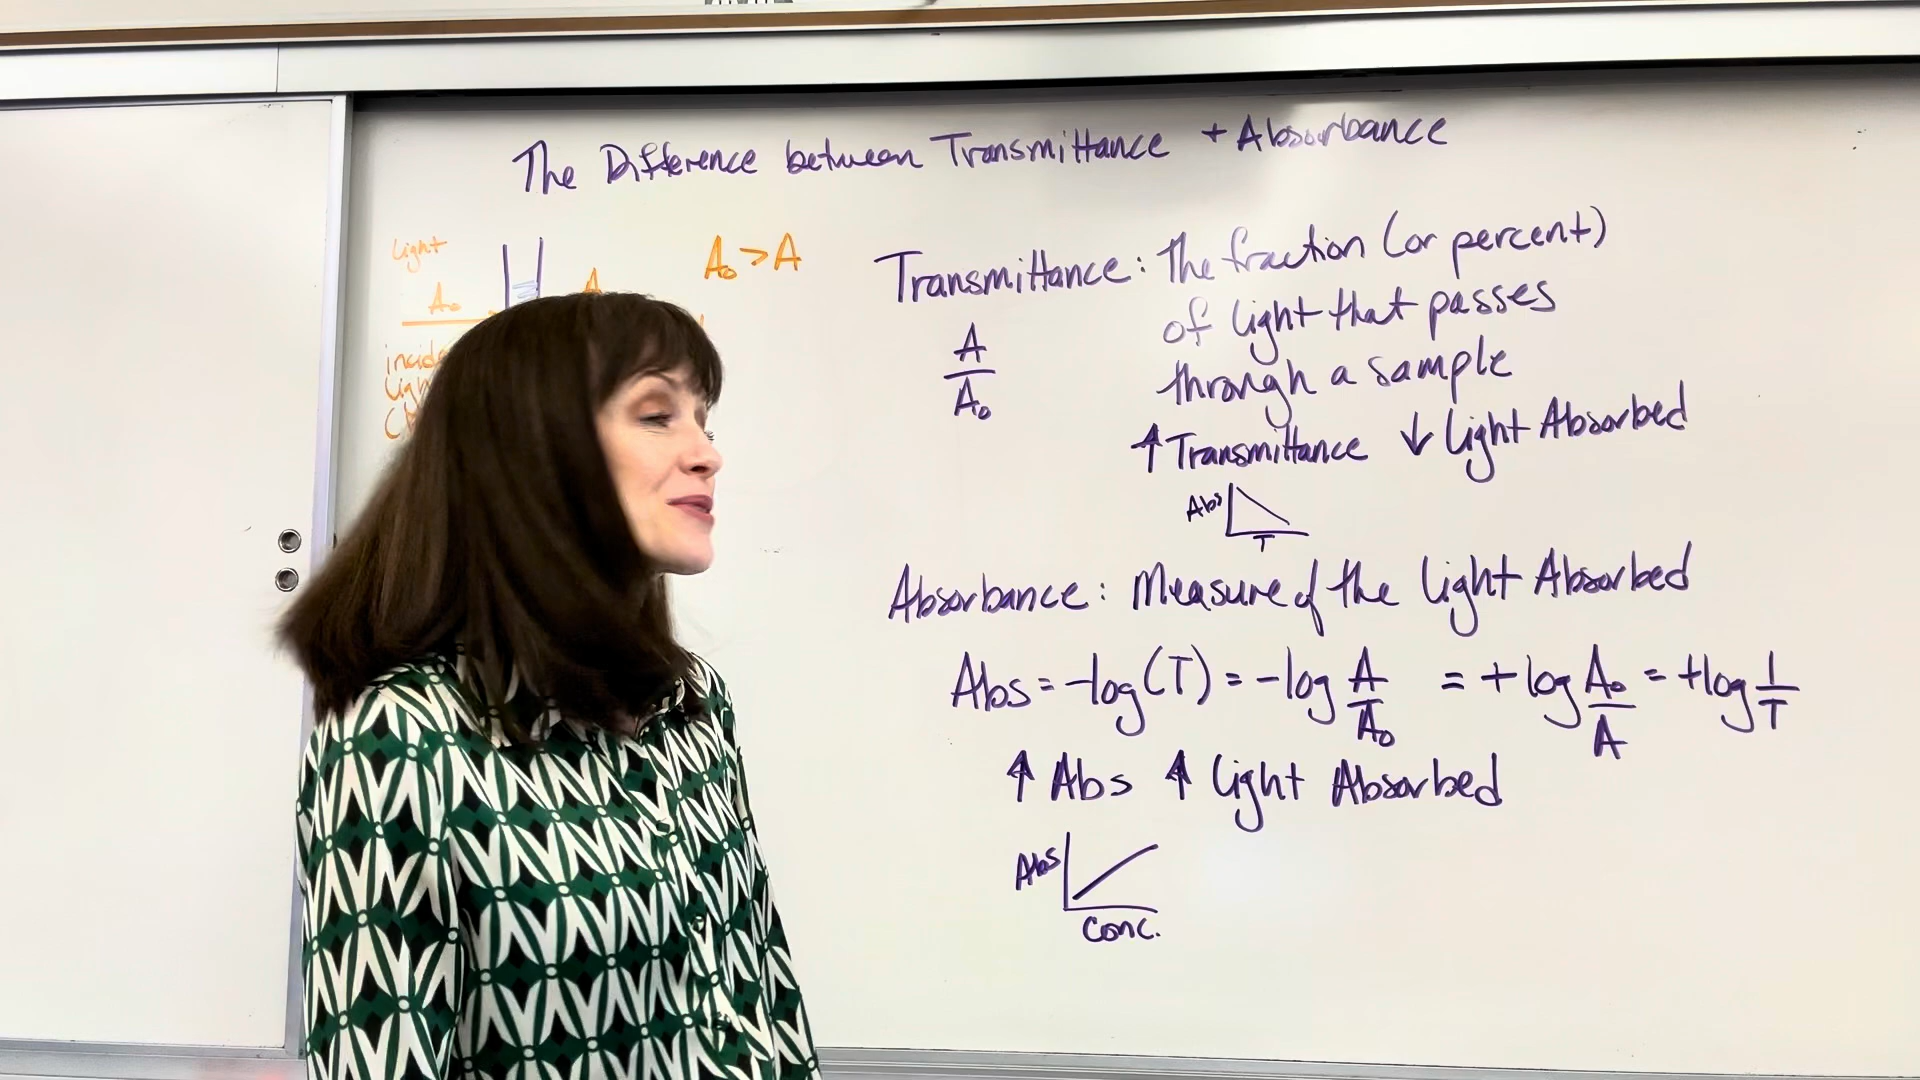 The Difference between Transmittance + Absorbance
Light
A₀
A
A₀ > A
Transmittance: The fraction (or percent)
of light that passes
through a sample
A/A₀
↑ Transmittance ↓ Light Absorbed
Abs
T
Absorbance: Measure of the Light Absorbed
Abs = -log(T) = -log A/A₀ = + log A₀/A = +log 1/T
↑ Abs ↑ Light Absorbed
Abs
Conc.